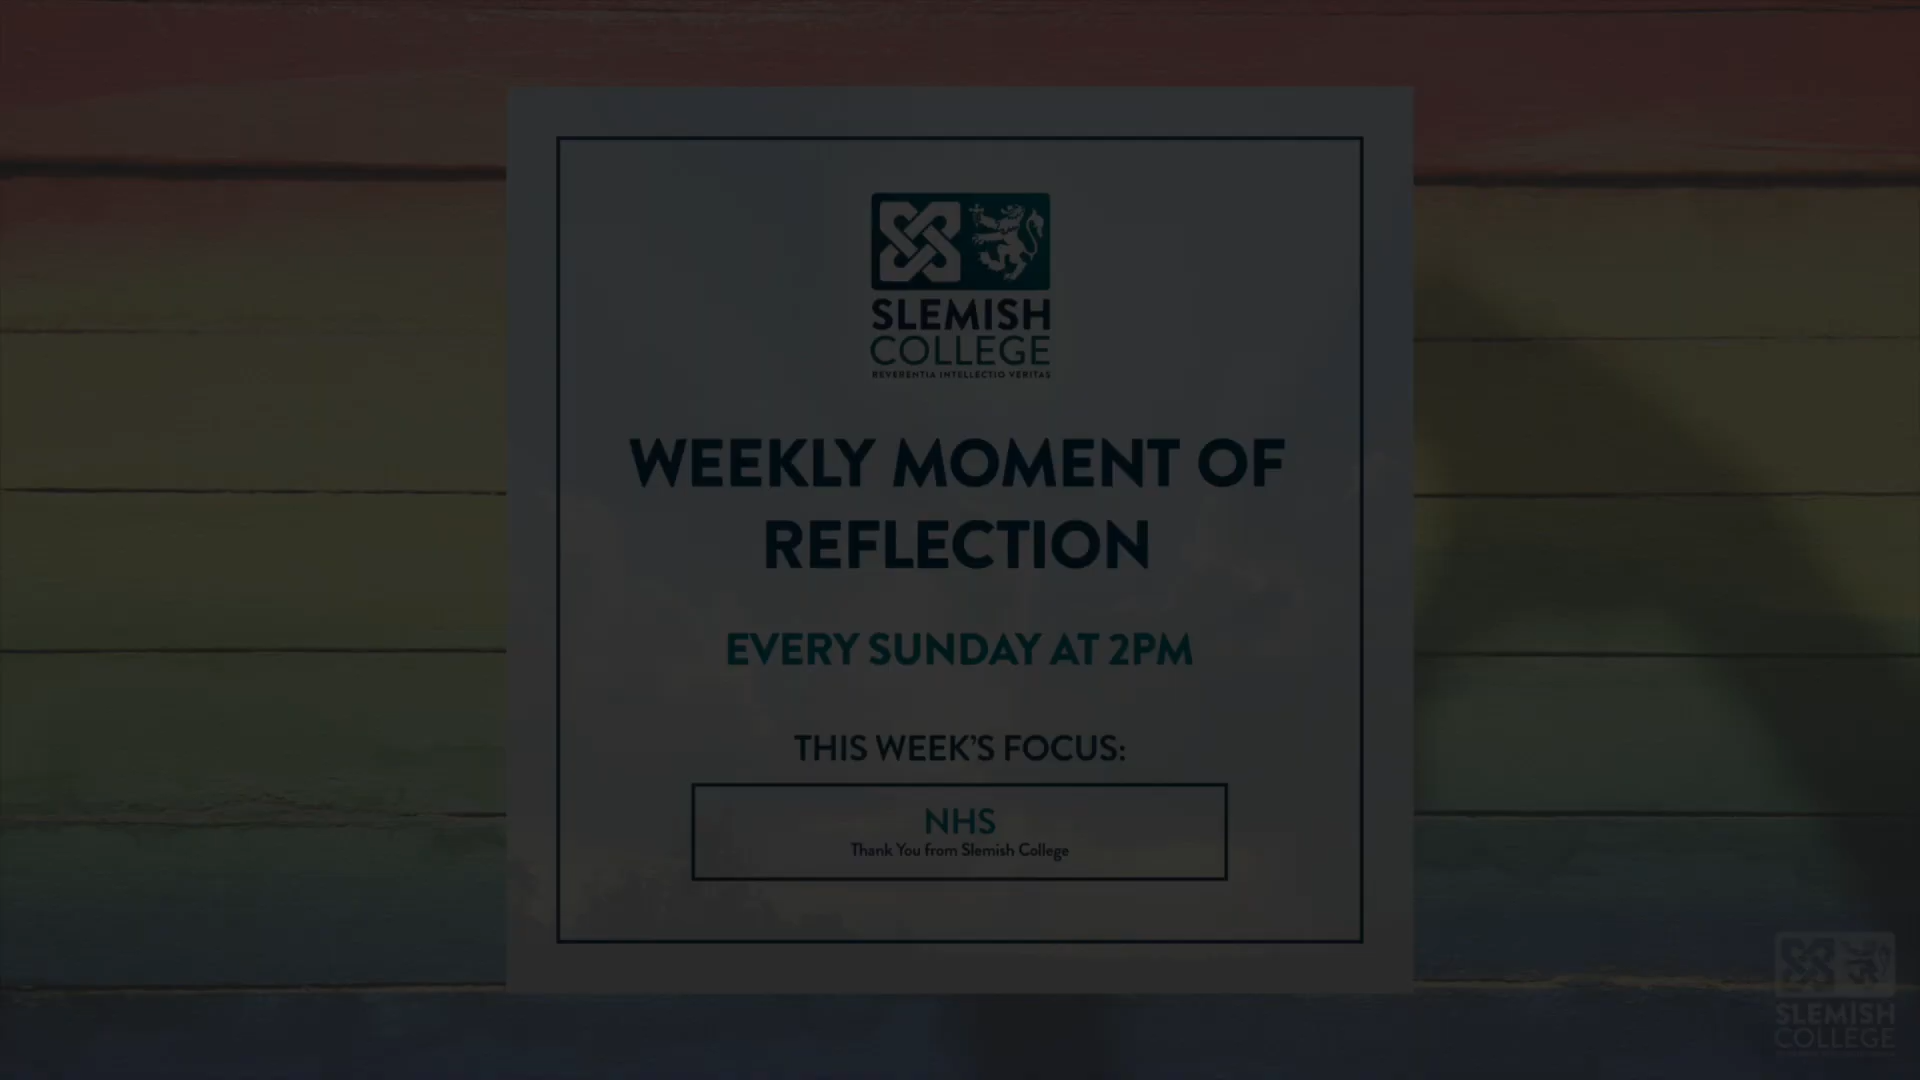 SLEMISH
COLLEGE
REVERENTIA INTELLECTIO VERITAS
WEEKLY MOMENT OF
REFLECTION
EVERY SUNDAY AT 2PM
THIS WEEK'S FOCUS:
NHS
Thank You from Slemish College
SLEMISH
COLLEGE